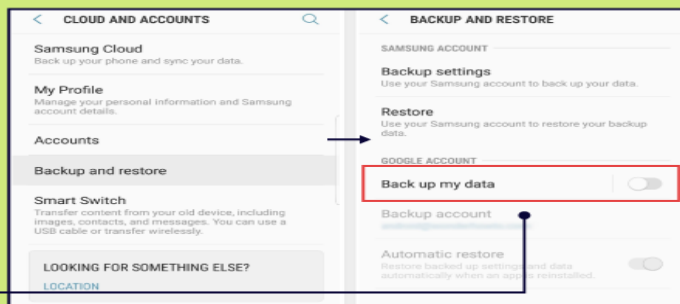 CLOUD AND ACCOUNTS
Samsung Cloud
Back up your phone and sync your data.
My Profile
Manage your personal information and Samsung
account details.
Accounts
Backup and restore
Smart Switch
Transfer content from your old device, including
images, contacts, and messages. You can use a
USB cable or transfer wirelessly.
LOOKING FOR SOMETHING ELSE?
LOCATION
BACKUP AND RESTORE
SAMSUNG ACCOUNT
Backup settings
Use your Samsung account to back up your data.
Restore
Use your Samsung account to restore your backup
data.
GOOGLE ACCOUNT
Back up my data
Backup account
Automatic restore
Restore backed up settings and data
automatically when an app is reinstalled.